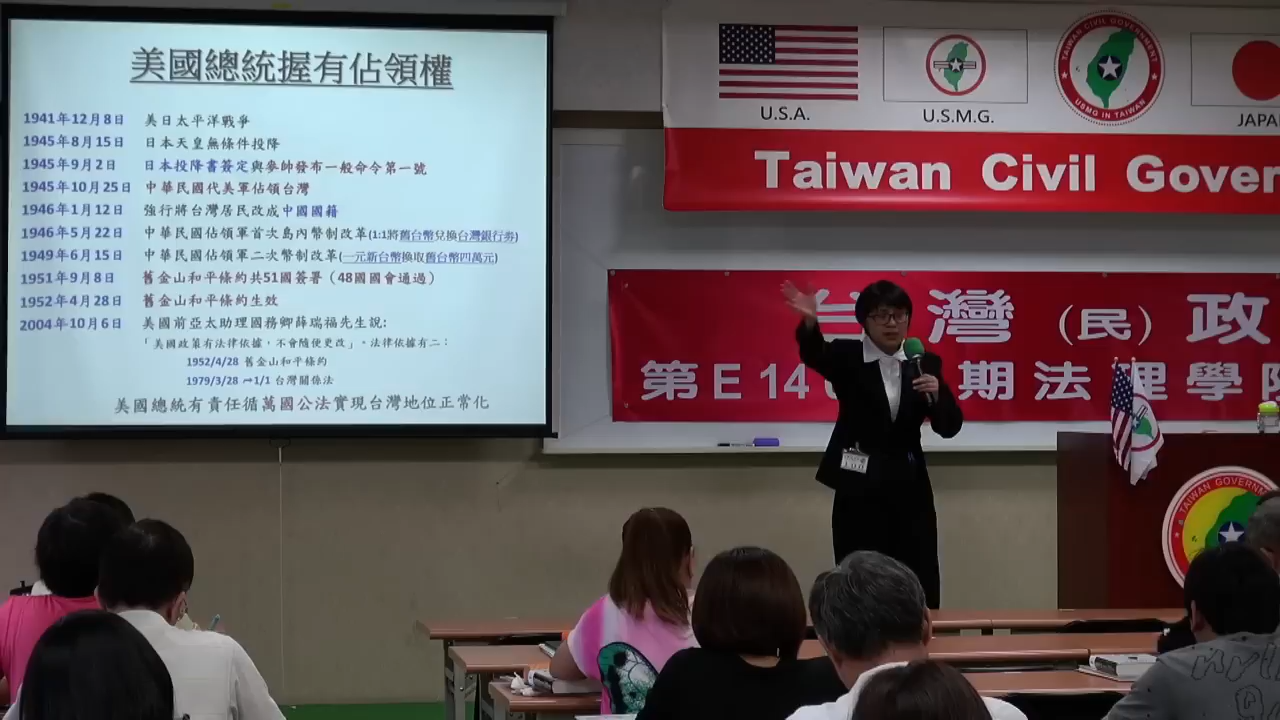 美國總統握有佔領權
1941年12月8日 美日太平洋戰爭
1945年8月15日 日本天皇無條件投降
1945年9月2日 日本投降書簽定與麥帥發布一般命令第一號
1945年10月25日 中華民國代美軍佔領台灣
1946年1月12日 強行將台灣居民改成中國國籍
1946年5月22日 中華民國佔領軍首次島內幣制改革(1:1將舊台幣兌換台灣銀行券)
1949年6月15日 中華民國佔領軍二次幣制改革(一元新台幣換取舊台幣四萬元)
1951年9月8日 舊金山和平條約共51國簽署（48國國會通過）
1952年4月28日 舊金山和平條約生效
2004年10月6日 美國前亞太助理國務卿薛瑞福先生說:
「美國政策有法律依據，不會隨便更改」。法律依據有二：
1952/4/28 舊金山和平條約
1979/3/28 1/1 台灣關係法
美國總統有責任循萬國公法實現台灣地位正常化
U.S.A.
U.S.M.G.
TAIWAN CIVIL GOVERNMENT
USMG IN TAIWAN
JAPA
Taiwan Civil Gover
灣（民）政
第E14 期法理學
TAIWAN GOVERNM